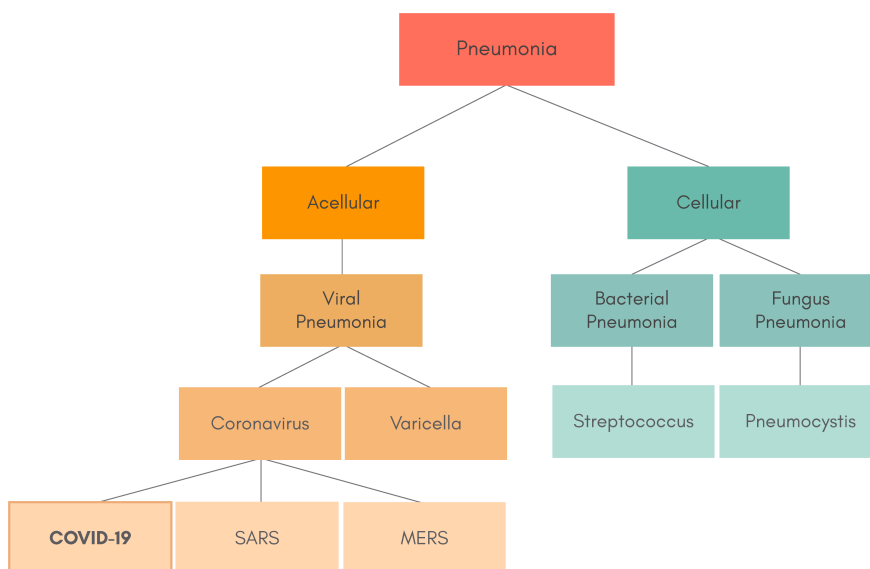 Pneumonia
Acellular
Cellular
Viral
Pneumonia
Bacterial
Pneumonia
Fungus
Pneumonia
Coronavirus
Varicella
Streptococcus
Pneumocystis
COVID-19
SARS
MERS